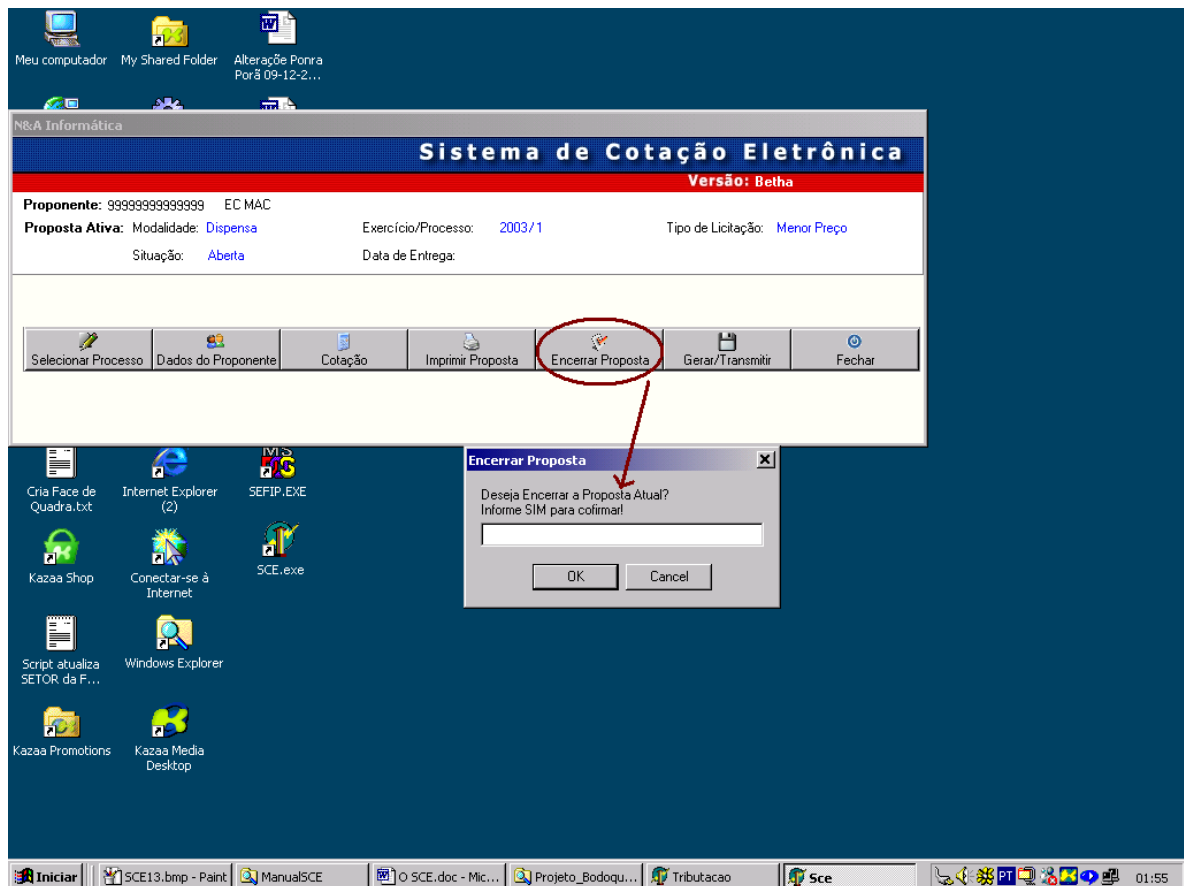 Meu computador
My Shared Folder
Alteraçõe Ponra
Porã 09-12-2...
N&A Informática
Sistema de Cotação Eletrônica
Versão: Betha
Proponente: 99999999999999 EC MAC
Proposta Ativa: Modalidade: Dispensa Exercício/Processo: 2003/1 Tipo de Licitação: Menor Preço
Situação: Aberta Data de Entrega:
Selecionar Processo Dados do Proponente Cotação Imprimir Proposta Encerrar Proposta Gerar/Transmitir Fechar
Cria Face de
Quadra.txt
Internet Explorer
(2)
SEFIP.EXE
Encerrar Proposta
Deseja Encerrar a Proposta Atual?
Informe SIM para cofirmar!
OK Cancel
Kazaa Shop
Conectar-se à
Internet
SCE.exe
Script atualiza
SETOR da F...
Windows Explorer
Kazaa Promotions
Kazaa Media
Desktop
Iniciar SCE13.bmp - Paint ManualSCE O SCE.doc - Mic... Projeto_Bodoqu... Tributacao Sce PT 01:55